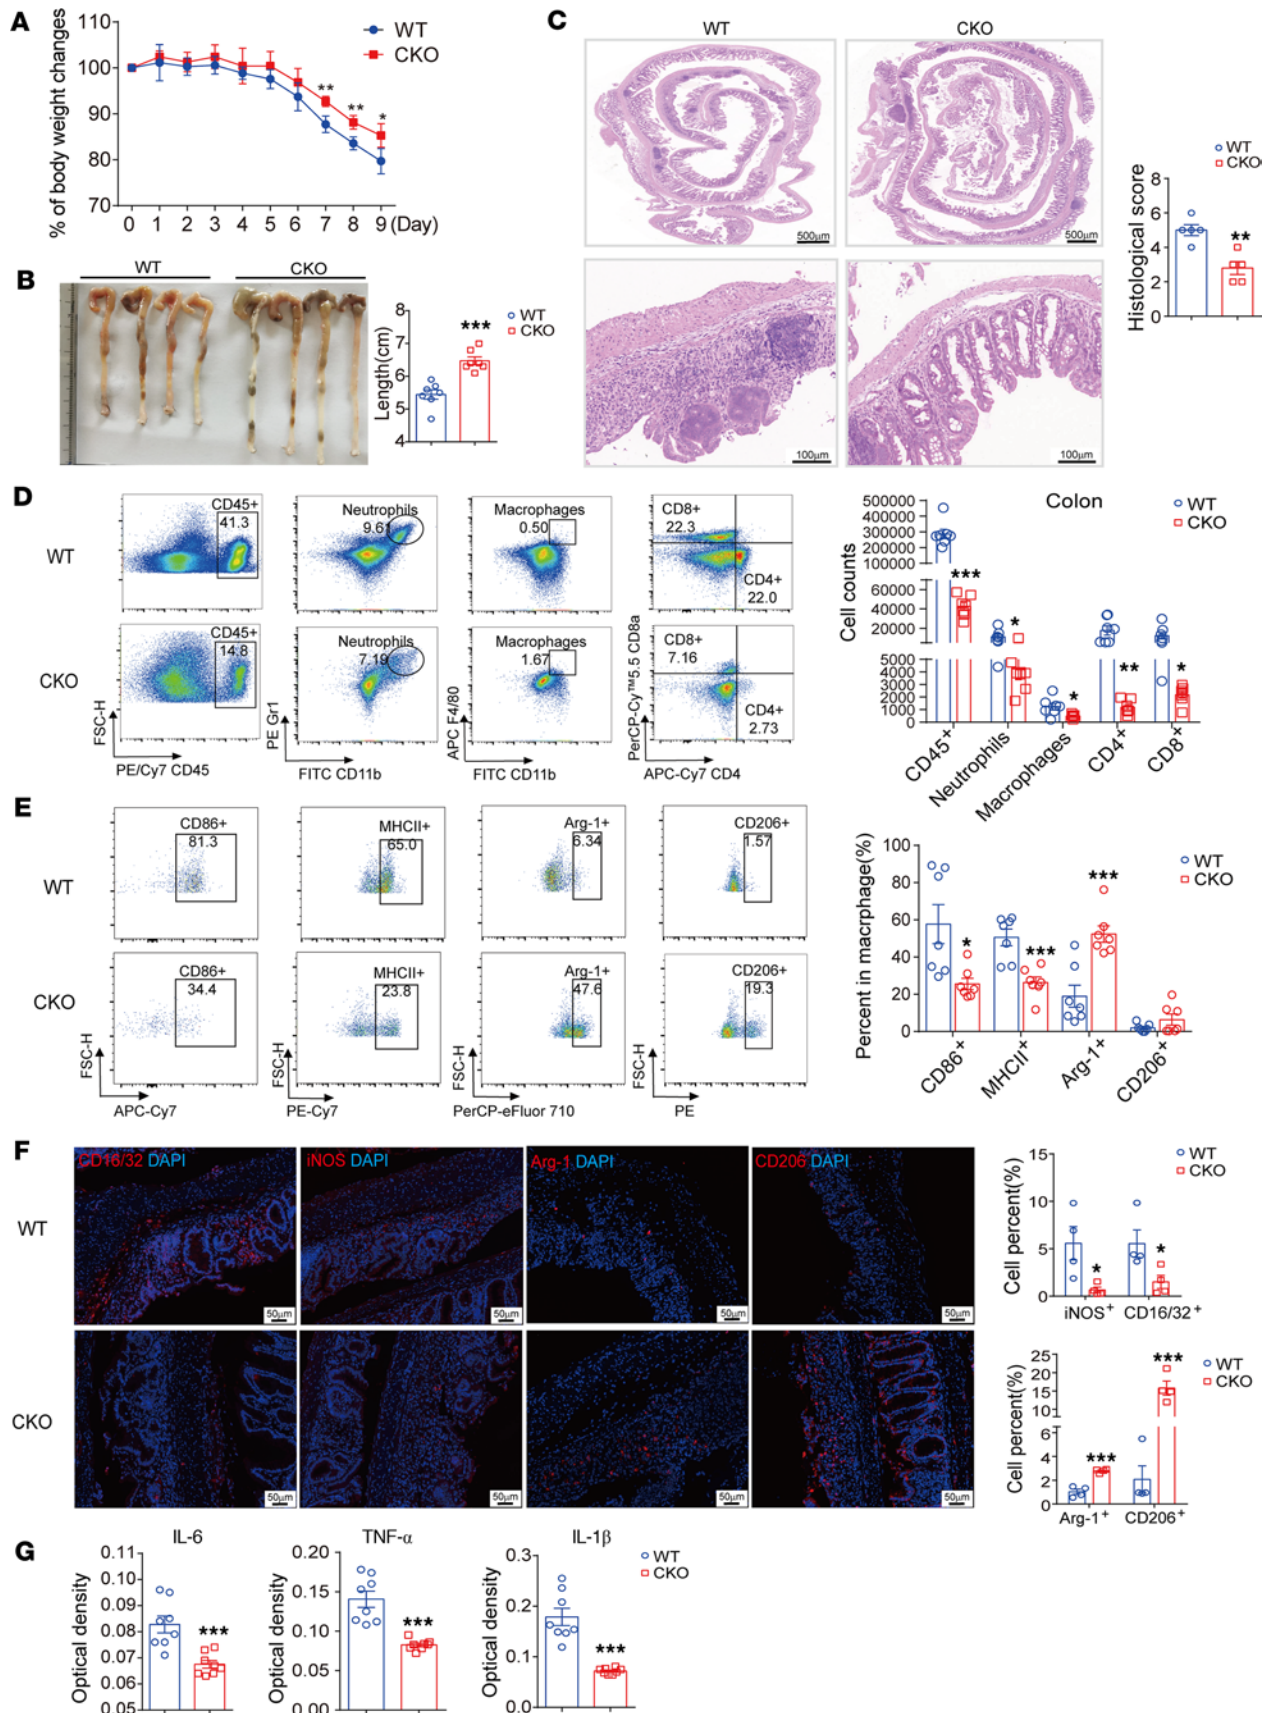 A
% of body weight changes
110
100
90
80
70
0 1 2 3 4 5 6 7 8 9 (Day)
WT
CKO
** ** *
B
WT CKO
Length(cm)
8
7
6
5
4
***
WT
CKO
C
WT CKO
500μm 500μm
100μm 100μm
Histological score
8
6
4
2
0
**
WT
CKO
D
WT
CD45+
41.3
Neutrophils
9.61
Macrophages
0.50
CD8+
22.3
CD4+
22.0
CKO
CD45+
14.8
Neutrophils
7.19
Macrophages
1.67
CD8+
7.16
CD4+
2.73
FSC-H
PE/Cy7 CD45
PE Gr1
FITC CD11b
APC F4/80
FITC CD11b
PerCP-Cy™5.5 CD8a
APC-Cy7 CD4
Colon
Cell counts
500000
400000
300000
200000
100000
60000
40000
20000
5000
4000
3000
2000
1000
0
*** * * ** *
CD45+ Neutrophils Macrophages CD4+ CD8+
WT
CKO
E
WT
CD86+
81.3
MHCII+
65.0
Arg-1+
6.34
CD206+
1.57
CKO
CD86+
34.4
MHCII+
23.8
Arg-1+
47.6
CD206+
19.3
FSC-H
APC-Cy7
FSC-H
PE-Cy7
FSC-H
PerCP-eFluor 710
FSC-H
PE
Percent in macrphage(%)
100
80
60
40
20
0
* *** ***
CD86+ MHCII+ Arg-1+ CD206+
WT
CKO
F
WT
CD16/32 DAPI
iNOS DAPI
Arg-1 DAPI
CD206 DAPI
50μm 50μm 50μm 50μm
CKO
50μm 50μm 50μm 50μm
Cell percent(%)
15
10
5
0
* *
iNOS+ CD16/32+
WT
CKO
Cell percent(%)
25
20
15
10
6
4
2
0
*** ***
Arg-1+ CD206+
WT
CKO
G
IL-6
Optical density
0.11
0.10
0.09
0.08
0.07
0.06
0.05
***
TNF-α
Optical density
0.20
0.15
0.10
0.05
0.00
***
IL-1β
Optical density
0.3
0.2
0.1
0.0
***
WT
CKO